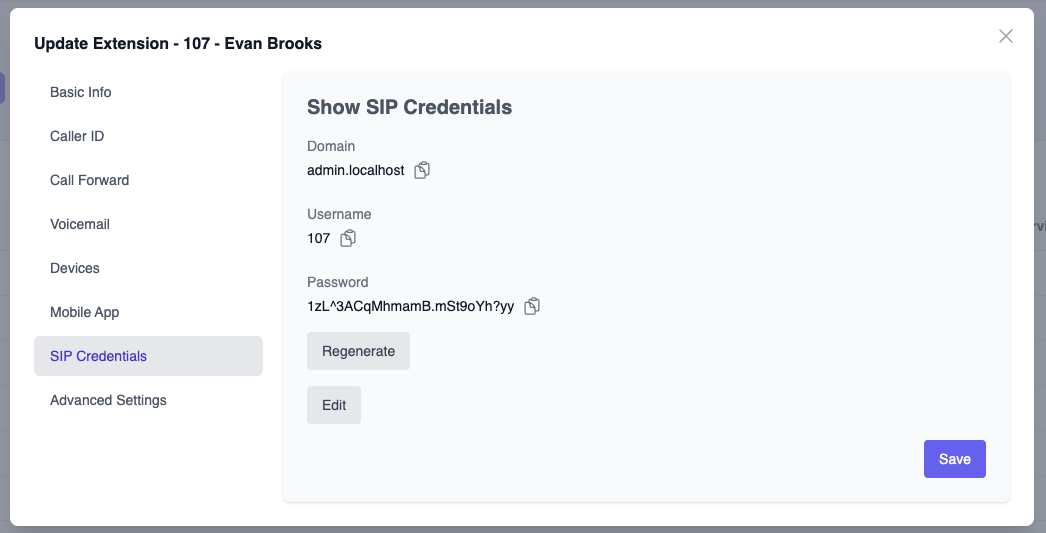 Update Extension - 107 - Evan Brooks
Basic Info
Caller ID
Call Forward
Voicemail
Devices
Mobile App
SIP Credentials
Advanced Settings
Show SIP Credentials
Domain
admin.localhost
Username
107
Password
1zL^3ACqMhmamB.mSt9oYh?yy
Regenerate
Edit
Save